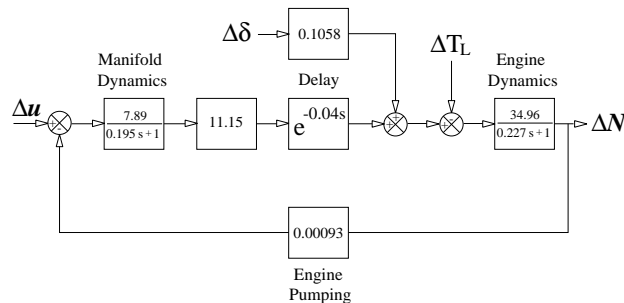 Δδ
0.1058
ΔT_L
Manifold
Dynamics
Delay
Engine
Dynamics
Δu
-
7.89
0.195 s + 1
11.15
e^-0.04s
+
+
+
34.96
0.227 s + 1
ΔN
0.00093
Engine
Pumping